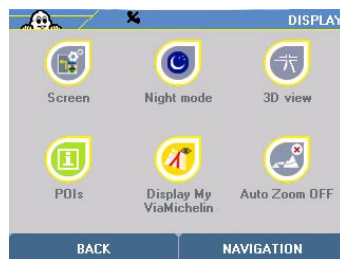 DISPLAY
Screen
Night mode
3D view
POIs
Display My
ViaMichelin
Auto Zoom OFF
BACK
NAVIGATION